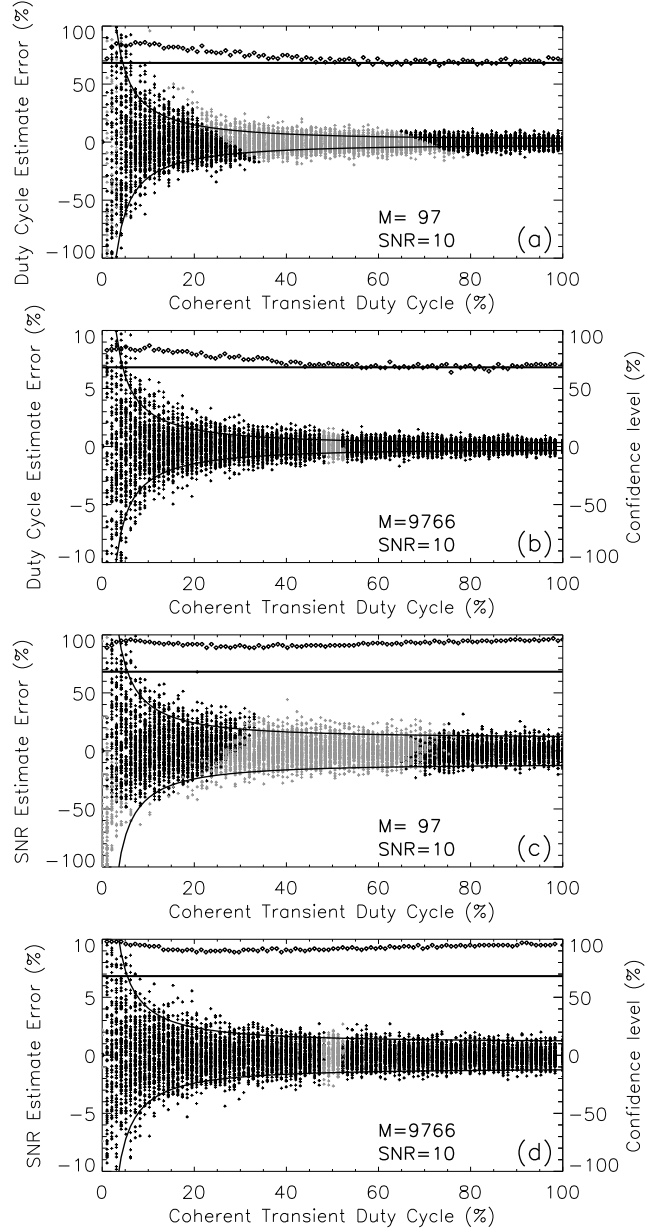 100
50
0
−50
−100
Duty Cycle Estimate Error (%)
M= 97
SNR=10
(a)
0 20 40 60 80 100
Coherent Transient Duty Cycle (%)
10
5
0
−5
−10
Duty Cycle Estimate Error (%)
100
50
0
−50
−100
Confidence level (%)
M=9766
SNR=10
(b)
0 20 40 60 80 100
Coherent Transient Duty Cycle (%)
100
50
0
−50
−100
SNR Estimate Error (%)
M= 97
SNR=10
(c)
0 20 40 60 80 100
Coherent Transient Duty Cycle (%)
10
5
0
−5
−10
SNR Estimate Error (%)
100
50
0
−50
−100
Confidence level (%)
M=9766
SNR=10
(d)
0 20 40 60 80 100
Coherent Transient Duty Cycle (%)